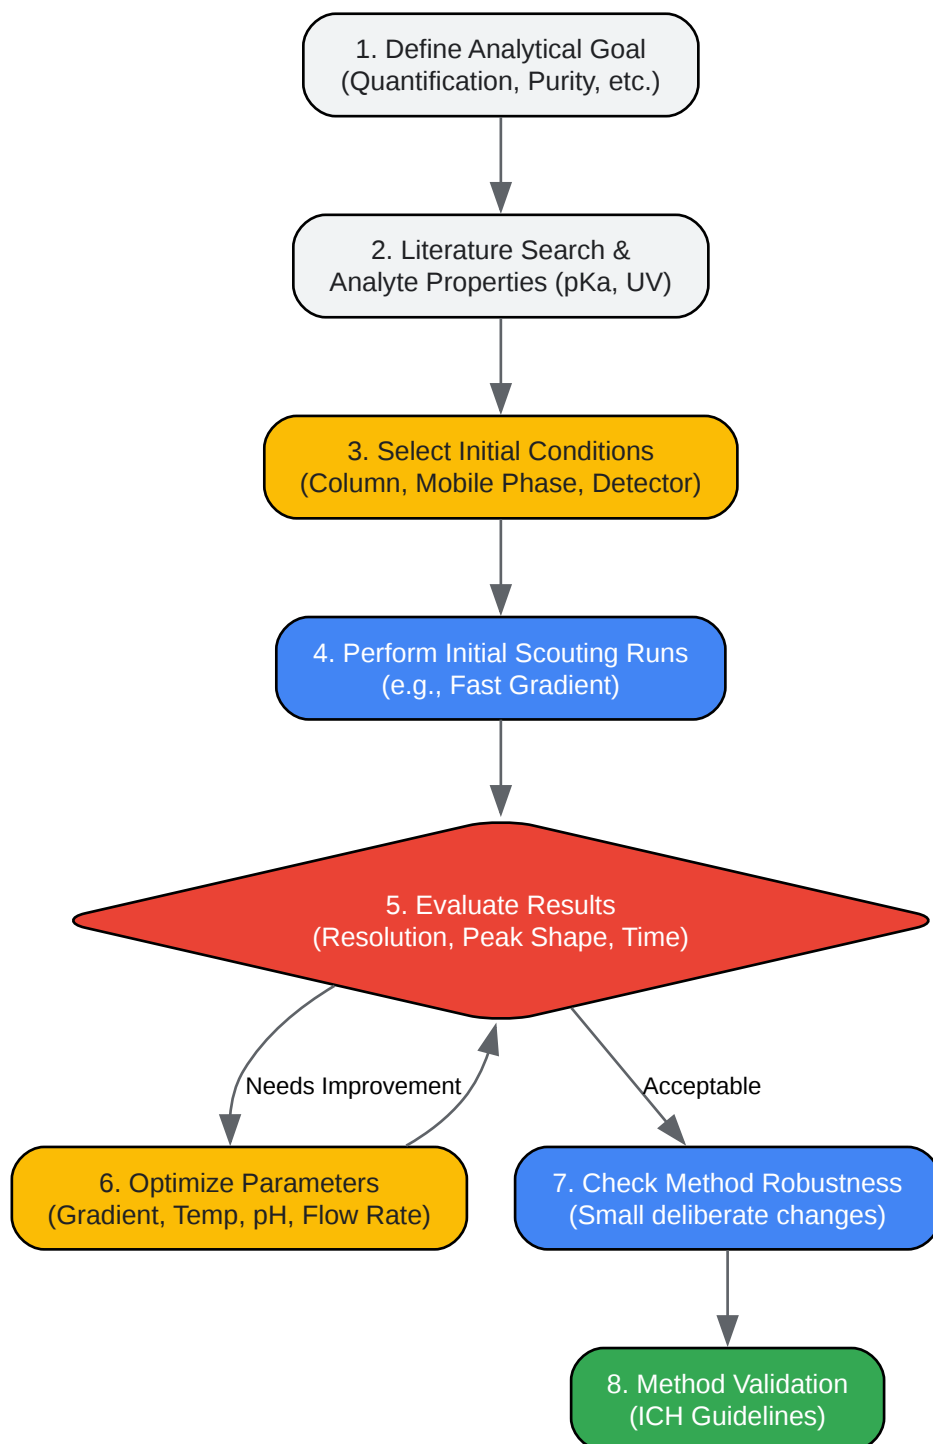 1. Define Analytical Goal
(Quantification, Purity, etc.)
2. Literature Search &
Analyte Properties (pKa, UV)
3. Select Initial Conditions
(Column, Mobile Phase, Detector)
4. Perform Initial Scouting Runs
(e.g., Fast Gradient)
5. Evaluate Results
(Resolution, Peak Shape, Time)
Needs Improvement
Acceptable
6. Optimize Parameters
(Gradient, Temp, pH, Flow Rate)
7. Check Method Robustness
(Small deliberate changes)
8. Method Validation
(ICH Guidelines)